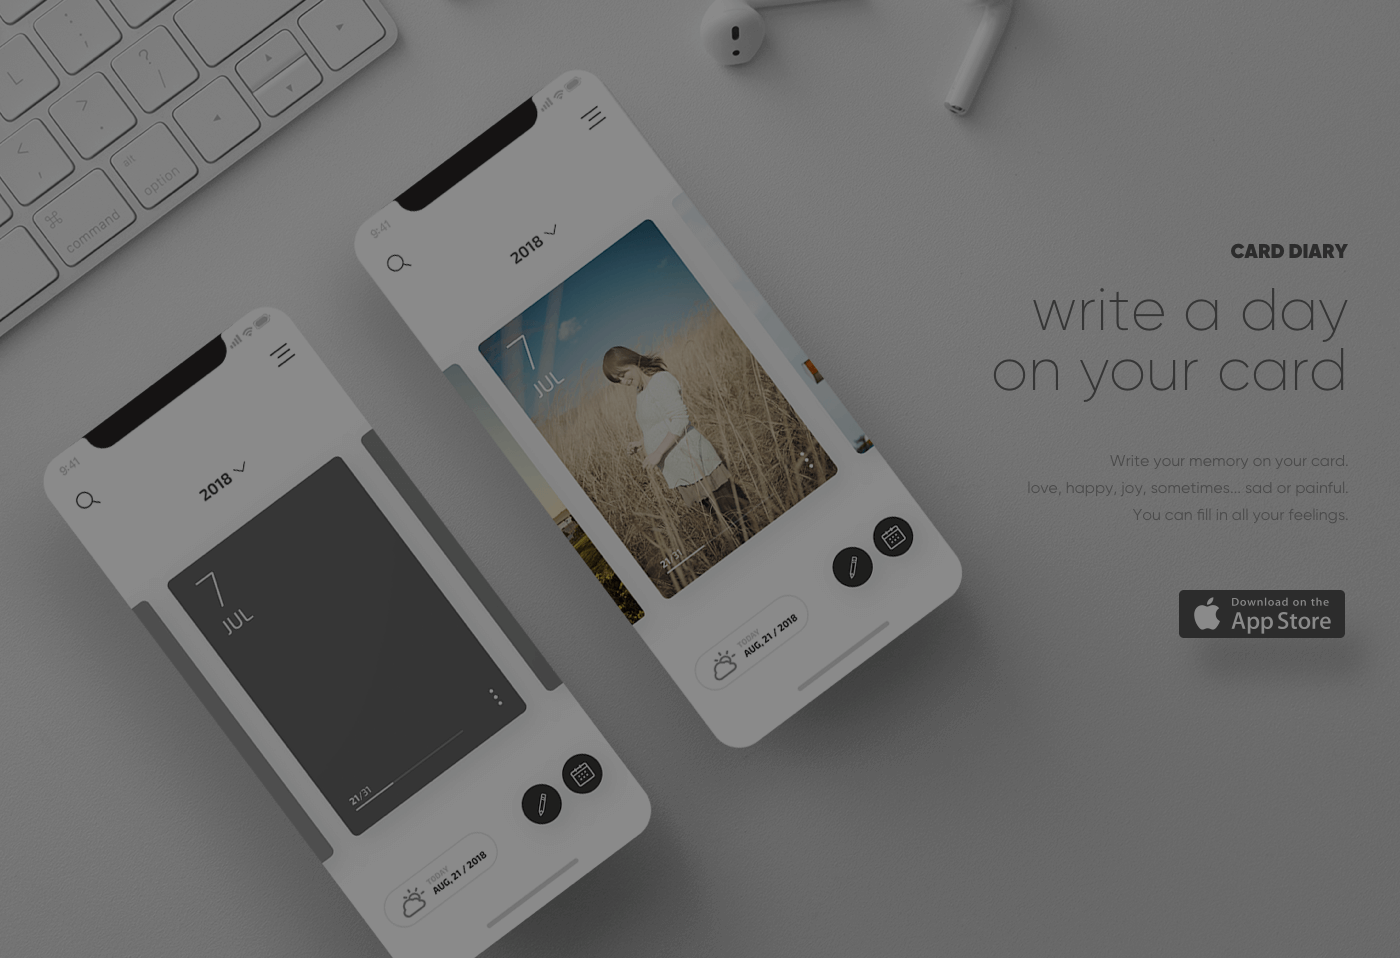 L
:
;
?
/
>
.
<
,
alt
option
⌘
command
9:41
2018
7
JUL
21/31
TODAY
AUG, 21 / 2018
9:41
2018
7
JUL
21/31
TODAY
AUG, 21 / 2018
CARD DIARY
write a day
on your card
Write your memory on your card.
love, happy, joy, sometimes... sad or painful.
You can fill in all your feelings.
Download on the
App Store